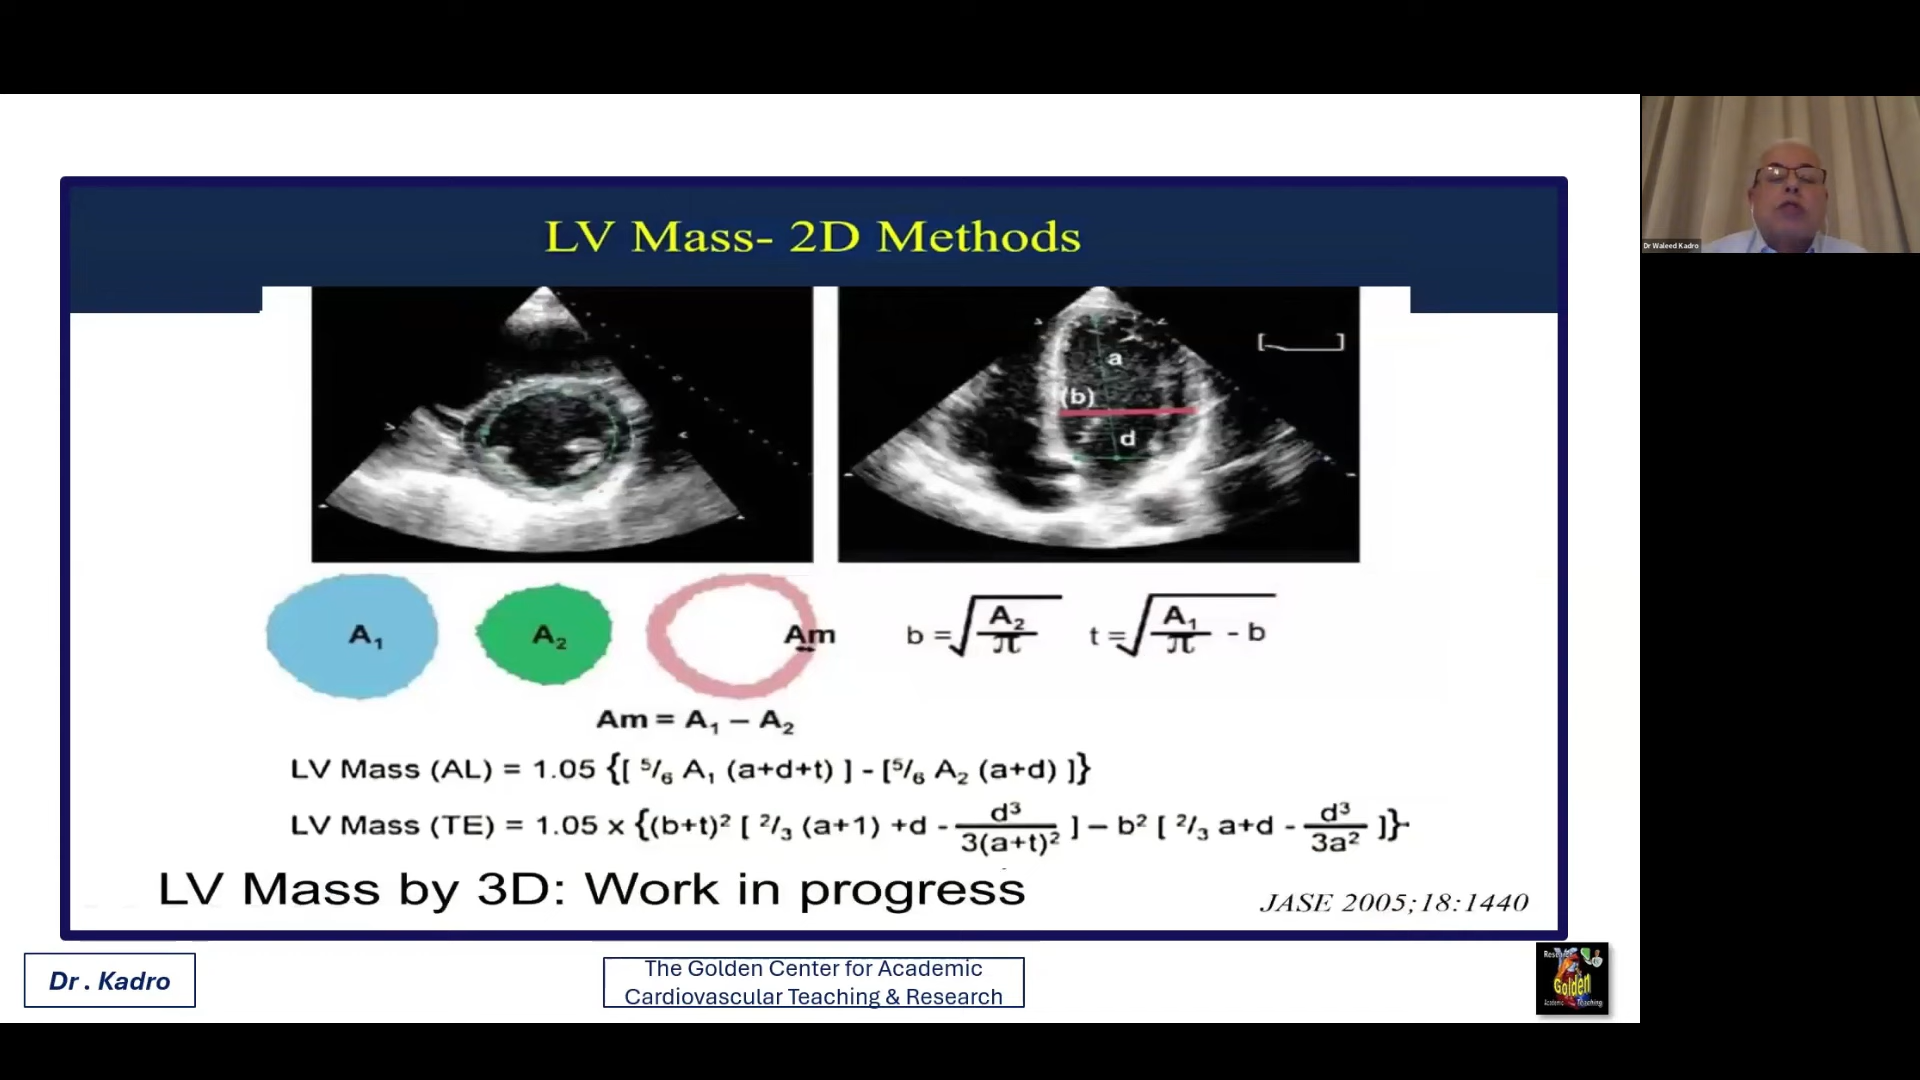 LV Mass- 2D Methods
a
(b)
d
A₁
A₂
Am
b = √(A₂/π)
t = √(A₁/π) - b
Am = A₁ – A₂
LV Mass (AL) = 1.05 {[ ⁵/₆ A₁ (a+d+t) ] - [⁵/₆ A₂ (a+d) ]}
LV Mass (TE) = 1.05 x {(b+t)² [ ²/₃ (a+1) +d - d³/3(a+t)² ] – b² [ ²/₃ a+d - d³/3a² ]}
LV Mass by 3D: Work in progress
JASE 2005;18:1440
Dr . Kadro
The Golden Center for Academic
Cardiovascular Teaching & Research
Golden
Academic Teaching
Dr Waleed Kadro